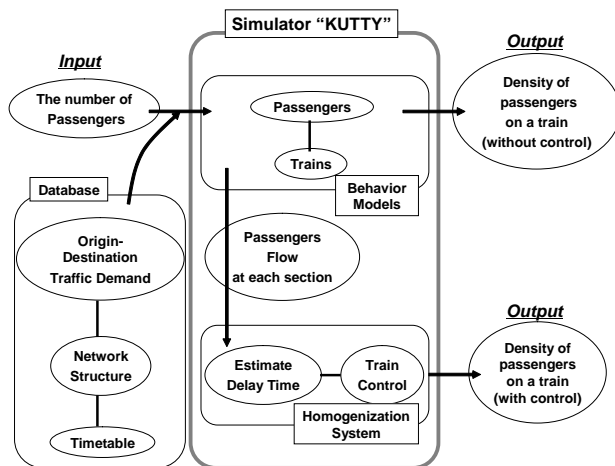 Simulator “KUTTY”
Input
The number of
Passengers
Database
Origin-
Destination
Traffic Demand
Network
Structure
Timetable
Passengers
Trains
Behavior
Models
Passengers
Flow
at each section
Estimate
Delay Time
Train
Control
Homogenization
System
Output
Density of
passengers
on a train
(without control)
Output
Density of
passengers
on a train
(with control)